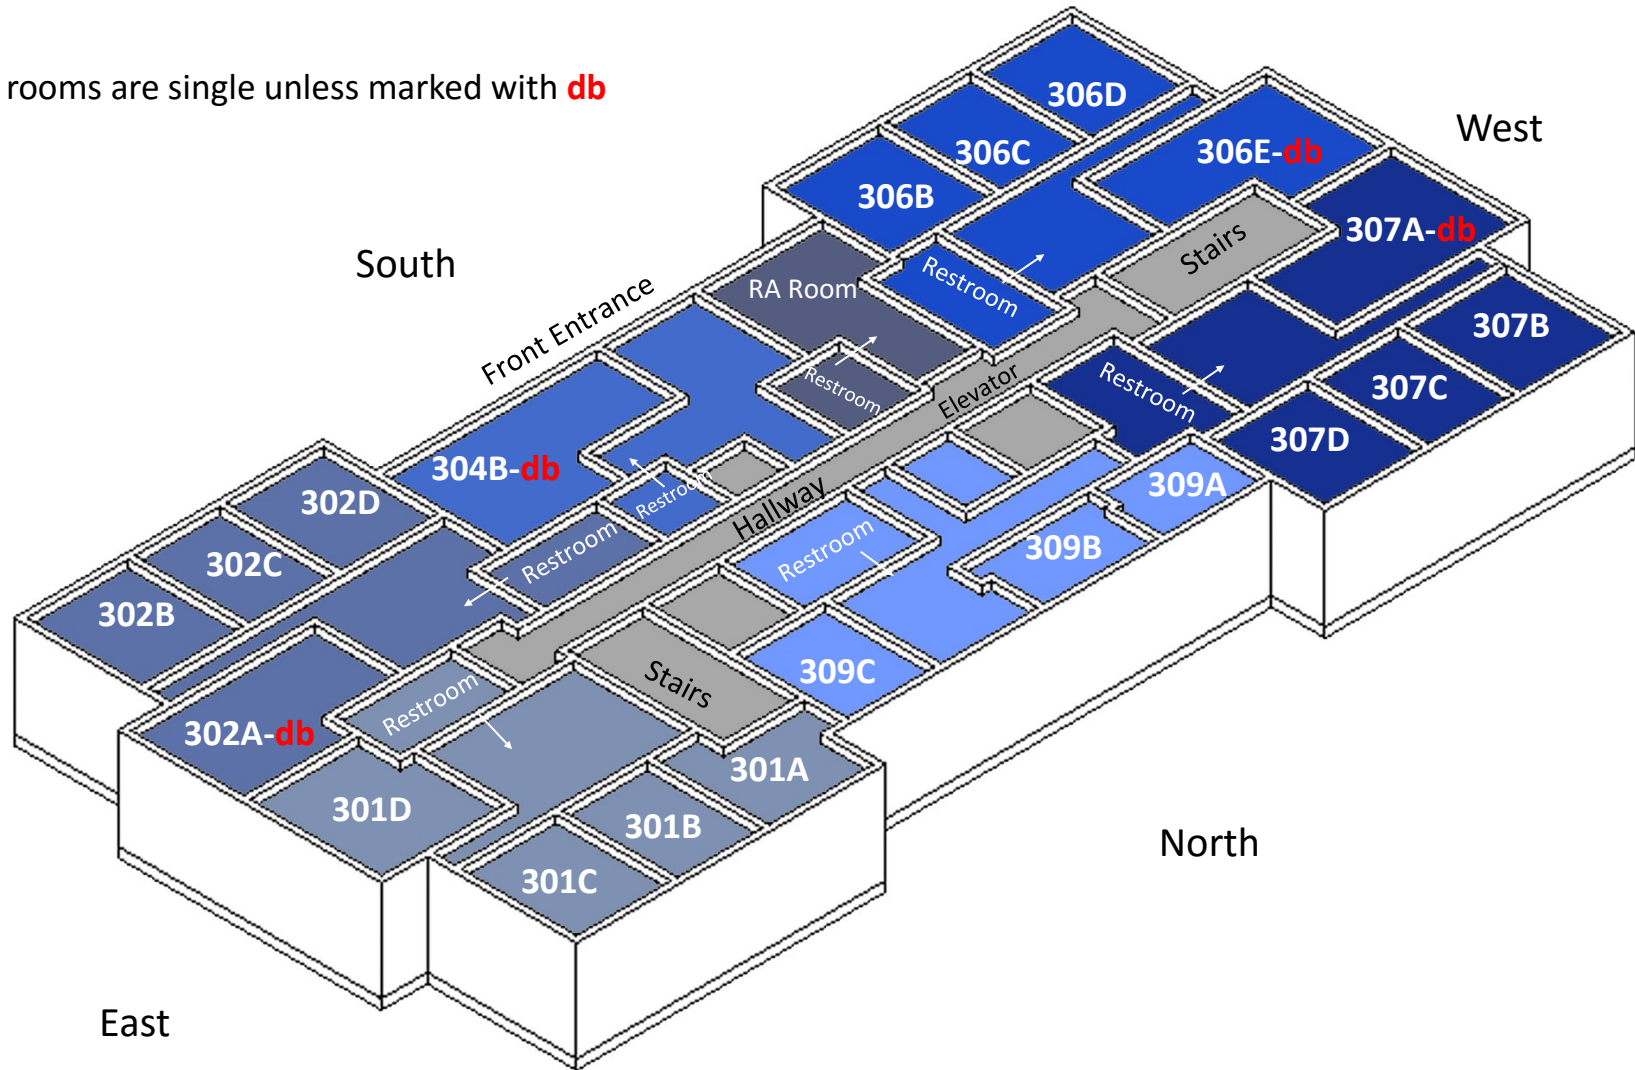 rooms are single unless marked with db
306D
West
306C
306E-db
306B
307A-db
South
Stairs
Restroom
RA Room
Front Entrance
307B
Elevator
Restroom
307C
Restroom
307D
304B-db
309A
302D
Restroom
Hallway
309B
Restroom
Restroom
302C
302B
309C
Stairs
Restroom
302A-db
301A
301D
301B
North
301C
East